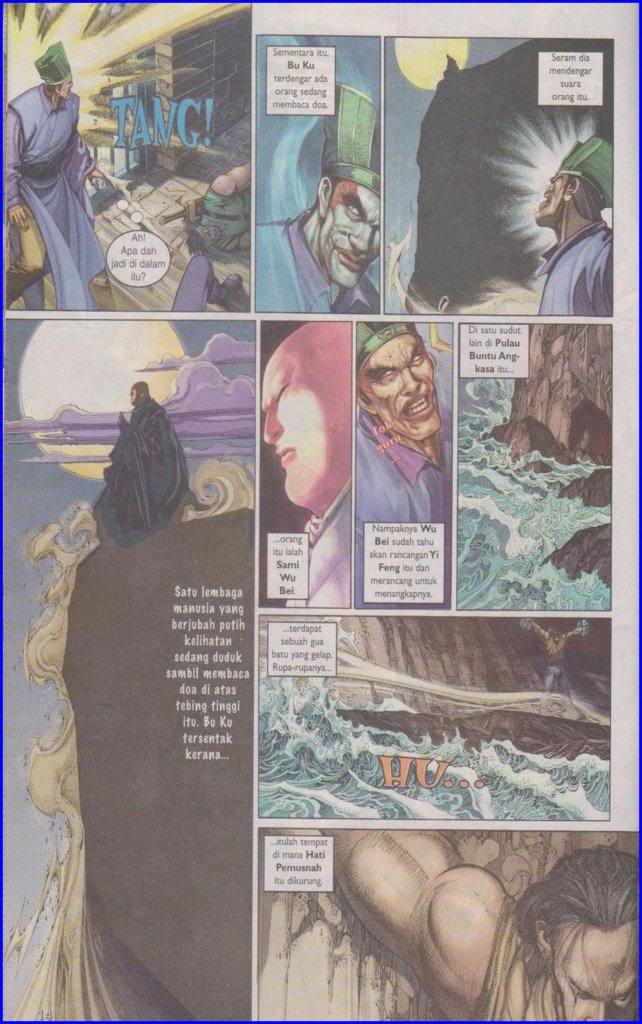 TANG!
Ah!
Apa dah
jadi di dalam
itu?
Sementara itu,
Bu Ku
terdengar ada
orang sedang
membaca doa.
Seram dia
mendengar
suara
orang itu.
Satu lembaga
manusia yang
berjubah putih
kelihatan
sedang duduk
sambil membaca
doa di atas
tebing tinggi
itu. Bu Ku
tersentak
kerana...
...orang
itu ialah
Sami
Wu
Bei.
Tok
guru
...
Nampaknya Wu
Bei sudah tahu
akan rancangan Yi
Feng itu dan
merancang untuk
menangkapnya.
Di satu sudut
lain di Pulau
Buntu Ang-
kasa itu...
...terdapat
sebuah gua
batu yang gelap.
Rupa-rupanya...
HU...
...itulah tempat
di mana Hati
Pemusnah
itu dikurung.
14